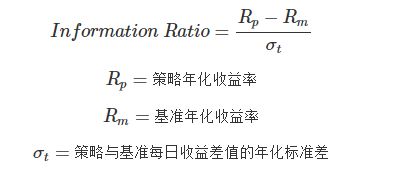 Information Ratio = \frac{R_p − R_m}{σ_t}
R_p = 策略年化收益率
R_m = 基准年化收益率
σ_t = 策略与基准每日收益差值的年化标准差